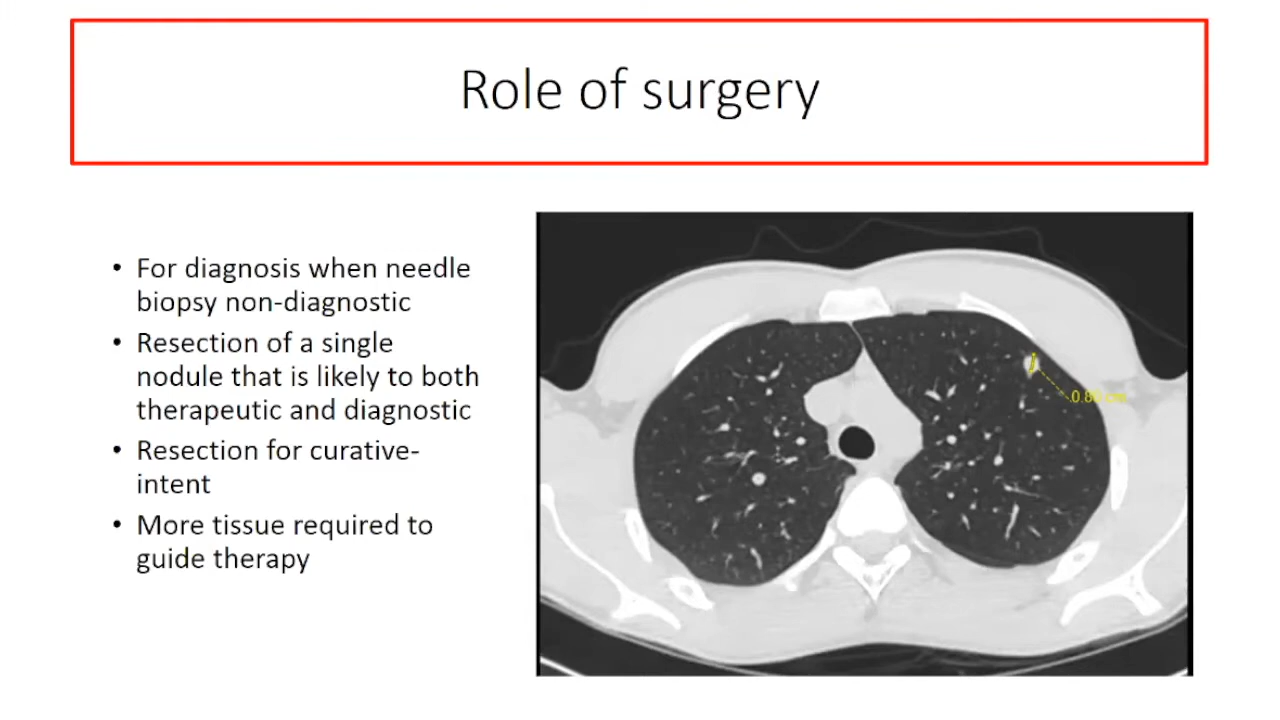 Role of surgery
• For diagnosis when needle
biopsy non-diagnostic
• Resection of a single
nodule that is likely to both
therapeutic and diagnostic
• Resection for curative-
intent
• More tissue required to
guide therapy